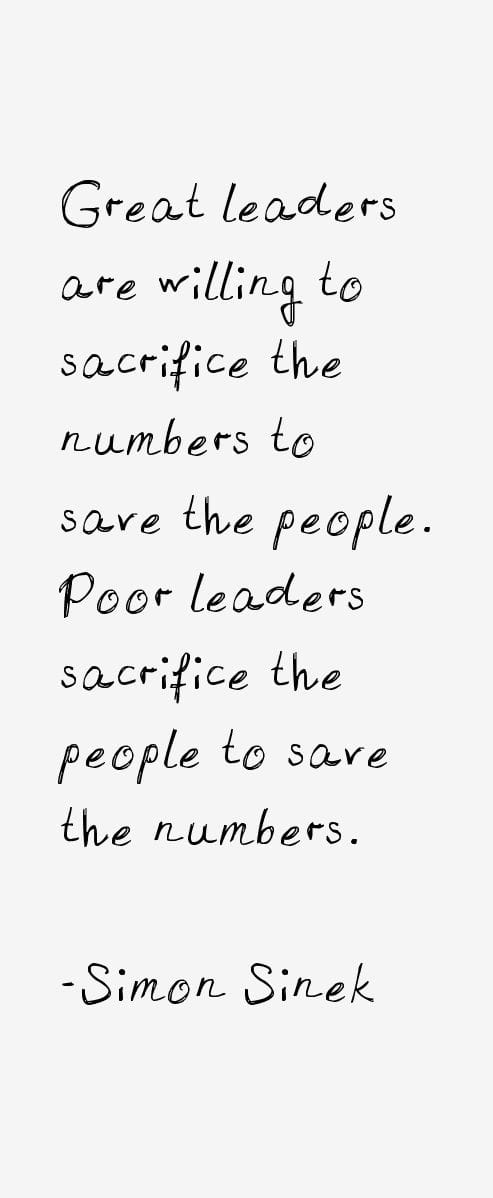 Great leaders
are willing to
sacrifice the
numbers to
save the people.
Poor leaders
sacrifice the
people to save
the numbers.
-Simon Sinek